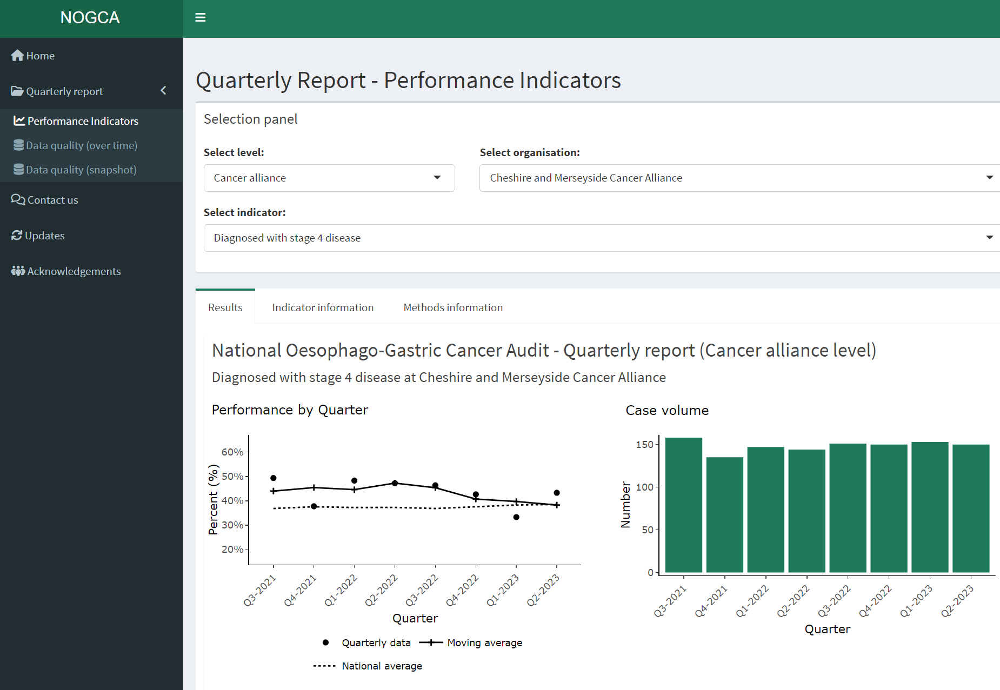 NOGCA
Home
Quarterly report
Performance Indicators
Data quality (over time)
Data quality (snapshot)
Contact us
Updates
Acknowledgements
Quarterly Report - Performance Indicators
Selection panel
Select level:
Cancer alliance
Select organisation:
Cheshire and Merseyside Cancer Alliance
Select indicator:
Diagnosed with stage 4 disease
Results
Indicator information
Methods information
National Oesophago-Gastric Cancer Audit - Quarterly report (Cancer alliance level)
Diagnosed with stage 4 disease at Cheshire and Merseyside Cancer Alliance
Performance by Quarter
Percent (%)
60%
50%
40%
30%
20%
Q3-2021
Q4-2021
Q1-2022
Q2-2022
Q3-2022
Q4-2022
Q1-2023
Q2-2023
Quarter
Quarterly data
Moving average
National average
Case volume
Number
150
100
50
0
Q3-2021
Q4-2021
Q1-2022
Q2-2022
Q3-2022
Q4-2022
Q1-2023
Q2-2023
Quarter